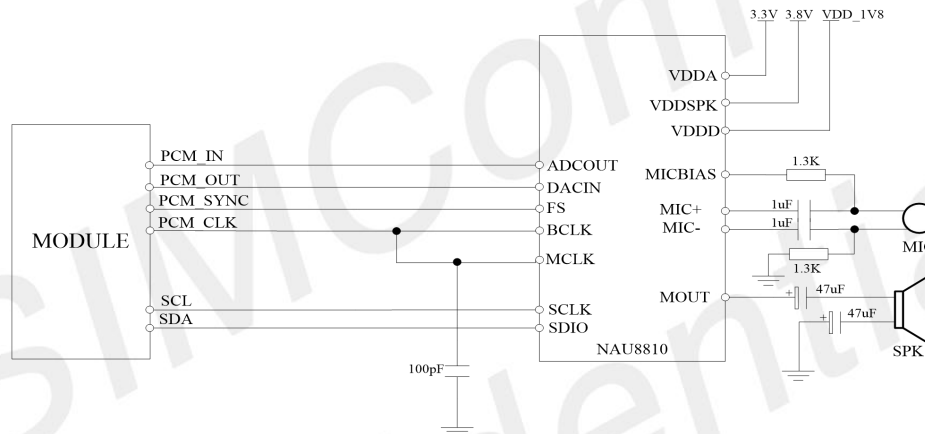 3.3V 3.8V VDD_1V8
VDDA
VDDSPK
VDDD
MODULE
PCM_IN
PCM_OUT
PCM_SYNC
PCM_CLK
SCL
SDA
ADCOUT
DACIN
FS
BCLK
MCLK
SCLK
SDIO
MICBIAS
MIC+
MIC-
MOUT
NAU8810
1.3K
1uF
1uF
1.3K
47uF
47uF
SPK
100pF
SIMCom